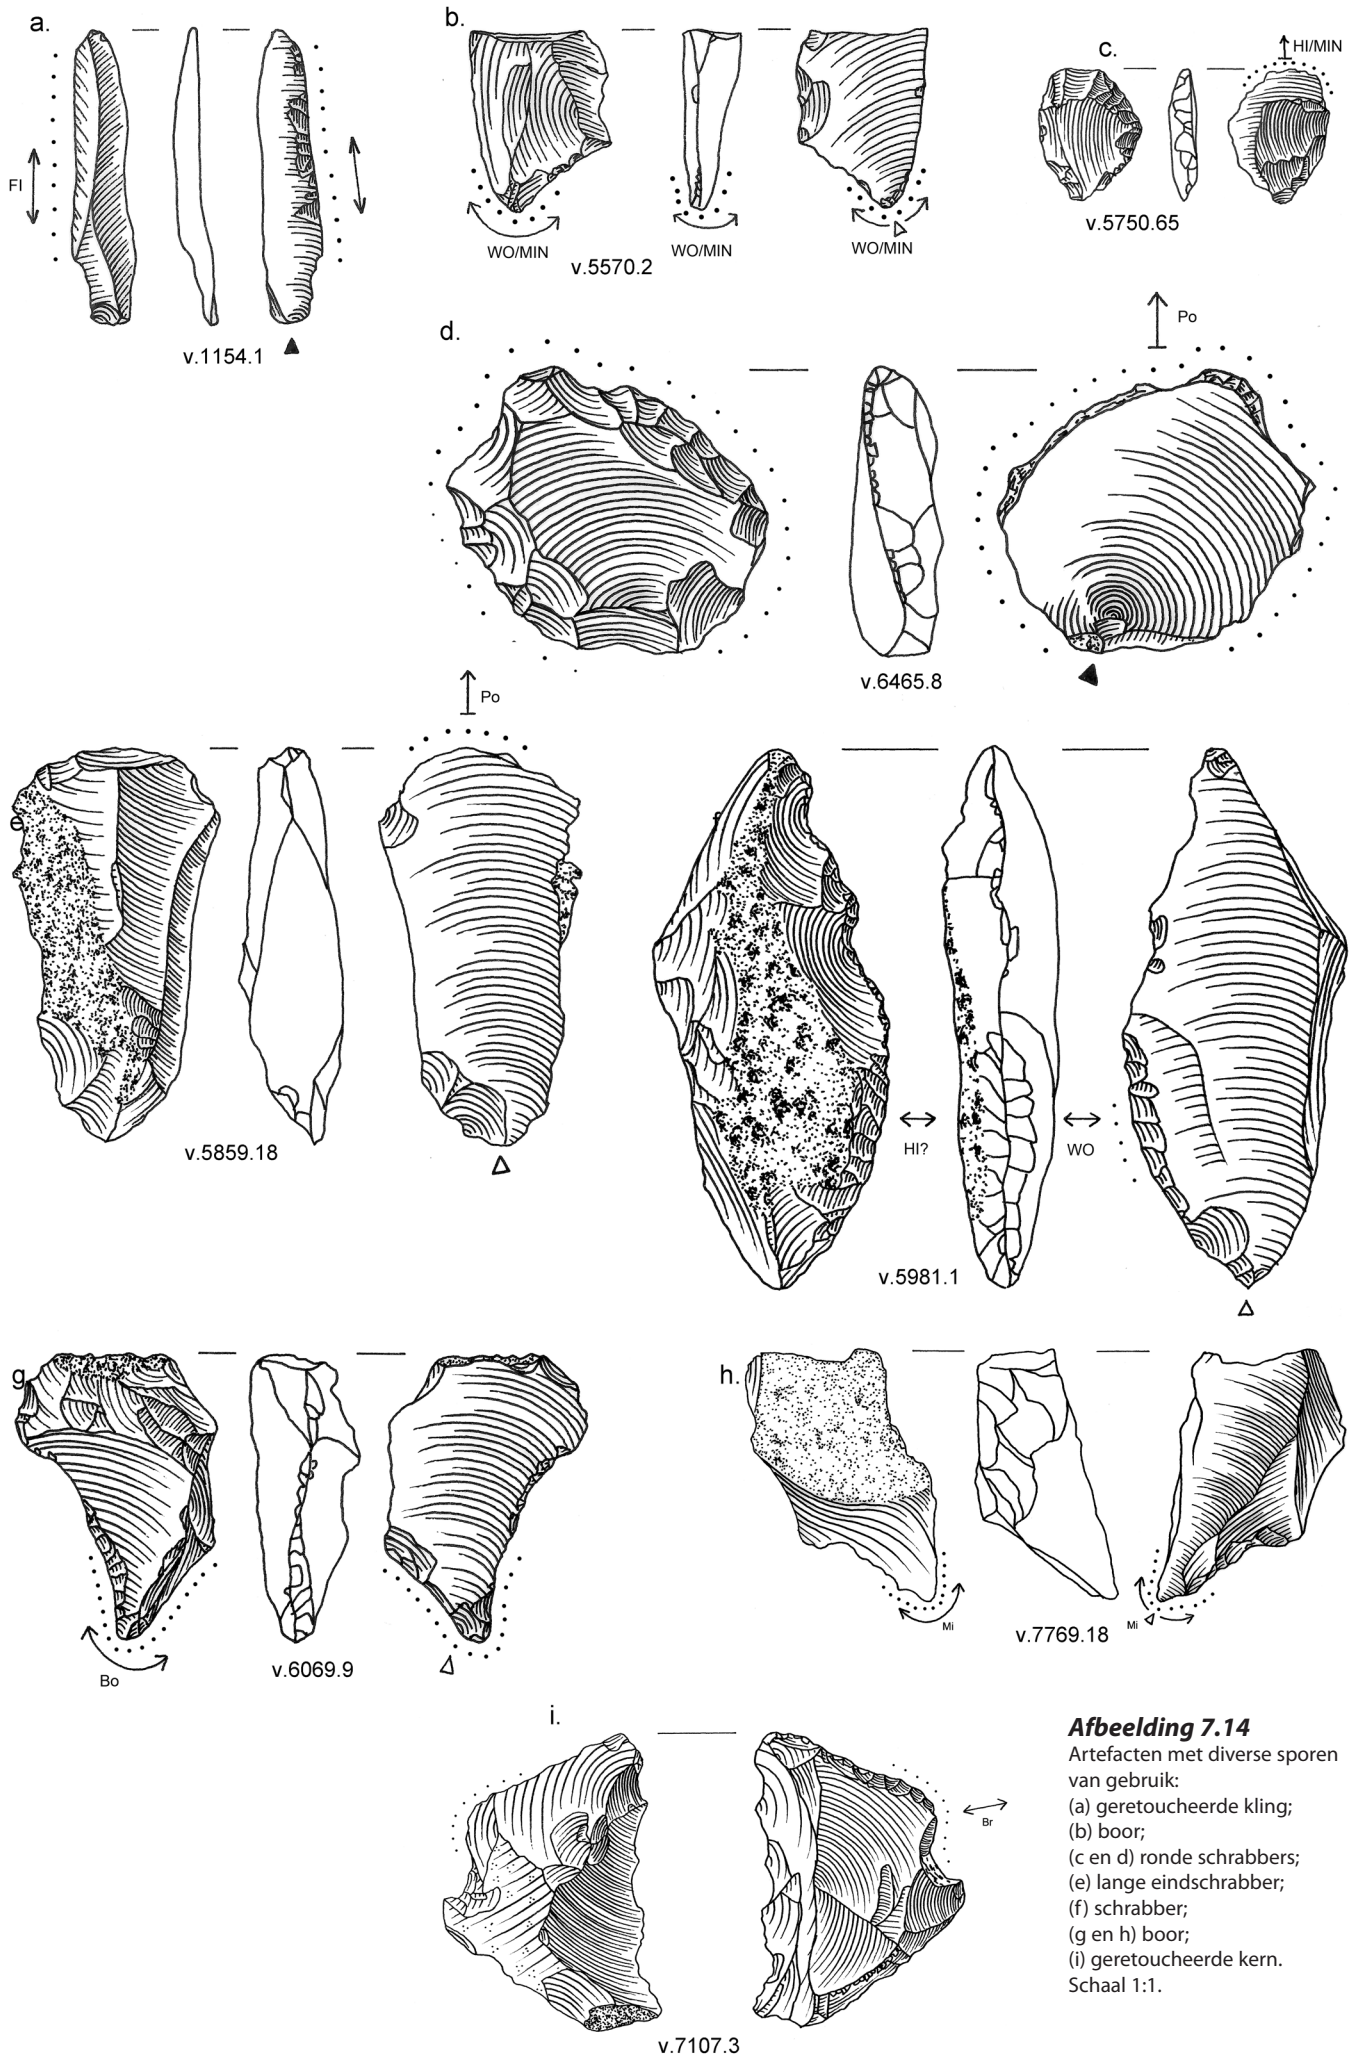 a.
FI
v.1154.1
b.
WO/MIN
WO/MIN
WO/MIN
v.5570.2
c.
HI/MIN
v.5750.65
d.
Po
v.6465.8
e
Po
v.5859.18
HI?
WO
v.5981.1
g.
Bo
v.6069.9
h.
Mi
Mi
v.7769.18
i.
Br
v.7107.3
Afbeelding 7.14
Artefacten met diverse sporen
van gebruik:
(a) geretoucheerde kling;
(b) boor;
(c en d) ronde schrabbers;
(e) lange eindschrabber;
(f) schrabber;
(g en h) boor;
(i) geretoucheerde kern.
Schaal 1:1.